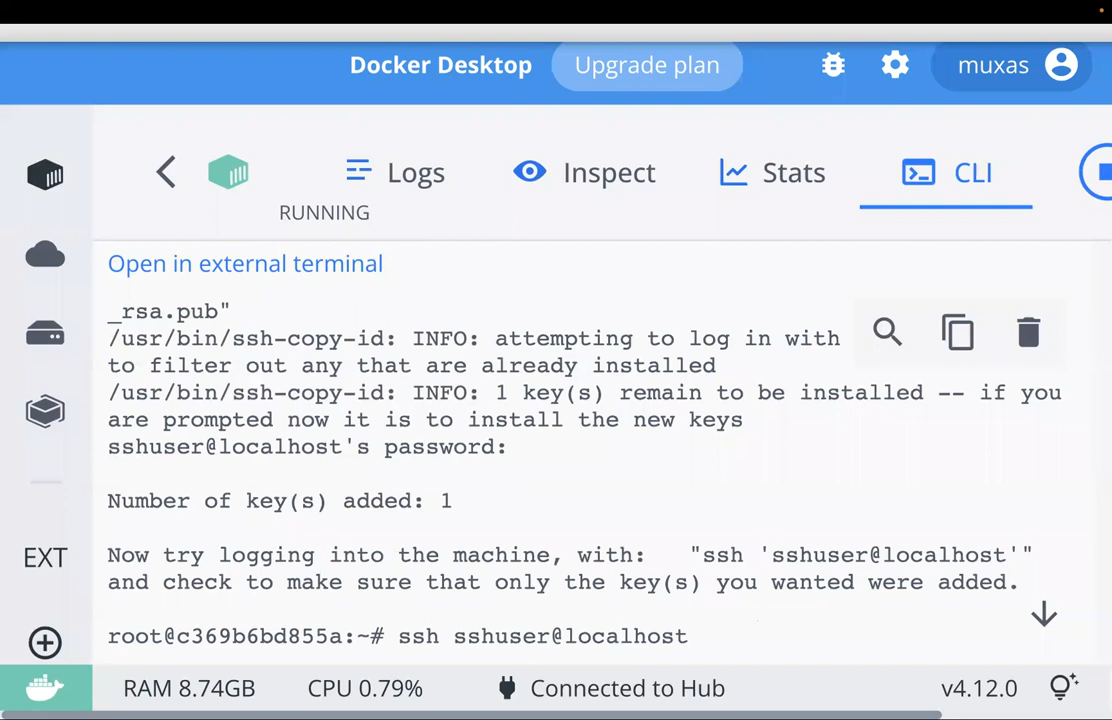 Docker Desktop Upgrade plan muxas
Logs Inspect Stats CLI
RUNNING
Open in external terminal
_rsa.pub"
/usr/bin/ssh-copy-id: INFO: attempting to log in with
to filter out any that are already installed
/usr/bin/ssh-copy-id: INFO: 1 key(s) remain to be installed -- if you
are prompted now it is to install the new keys
sshuser@localhost's password:
Number of key(s) added: 1
Now try logging into the machine, with:   "ssh 'sshuser@localhost'"
and check to make sure that only the key(s) you wanted were added.
root@c369b6bd855a:~# ssh sshuser@localhost
EXT
RAM 8.74GB CPU 0.79% Connected to Hub v4.12.0